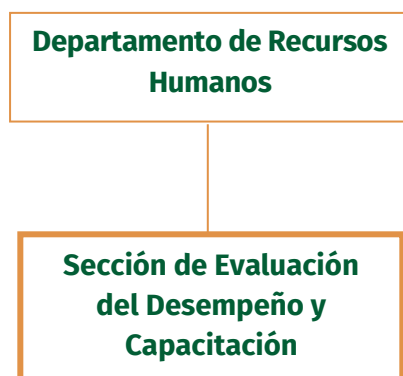 Departamento de Recursos
Humanos
Sección de Evaluación
del Desempeño y
Capacitación